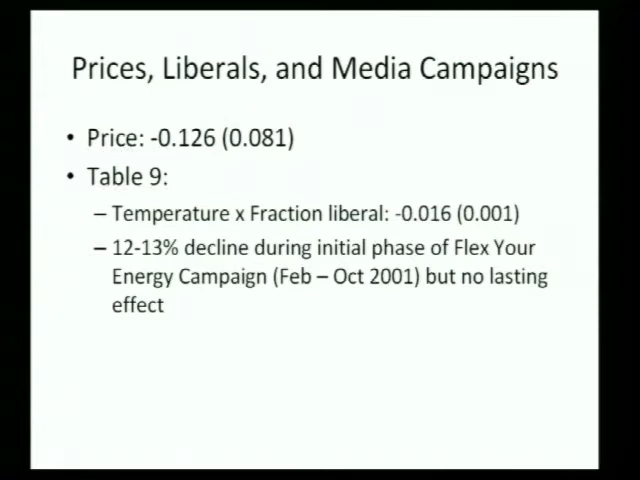 Prices, Liberals, and Media Campaigns
• Price: -0.126 (0.081)
• Table 9:
– Temperature x Fraction liberal: -0.016 (0.001)
– 12-13% decline during initial phase of Flex Your
Energy Campaign (Feb – Oct 2001) but no lasting
effect